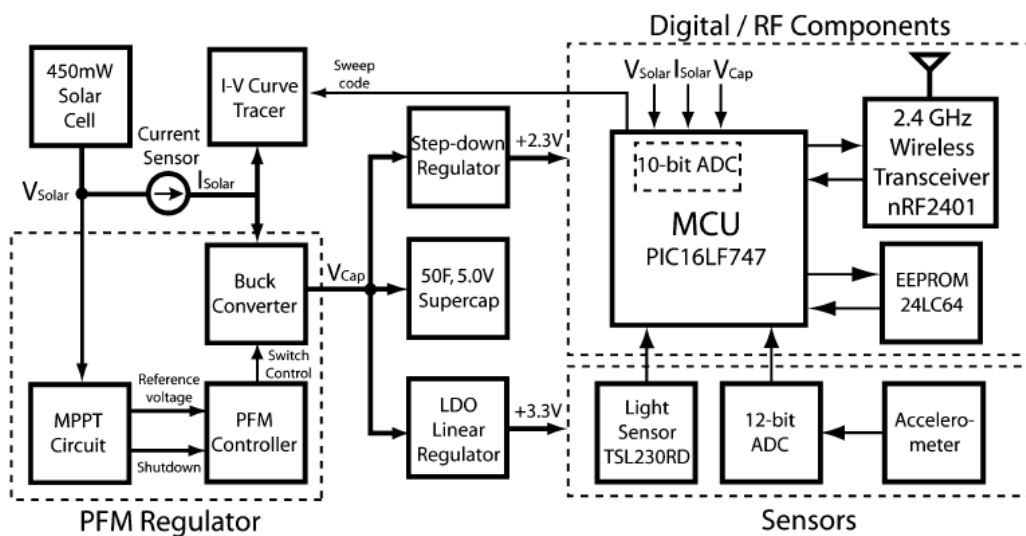 Digital / RF Components
450mW
Solar
Cell
I-V Curve
Tracer
Sweep
code
VSolar ISolar VCap
2.4 GHz
Wireless
Transceiver
nRF2401
Current
Sensor
VSolar
ISolar
Step-down
Regulator
+2.3V
10-bit ADC
MCU
PIC16LF747
Buck
Converter
VCap
50F, 5.0V
Supercap
EEPROM
24LC64
Switch
Control
MPPT
Circuit
Reference
voltage
Shutdown
PFM
Controller
LDO
Linear
Regulator
+3.3V
Light
Sensor
TSL230RD
12-bit
ADC
Accelero-
meter
PFM Regulator
Sensors